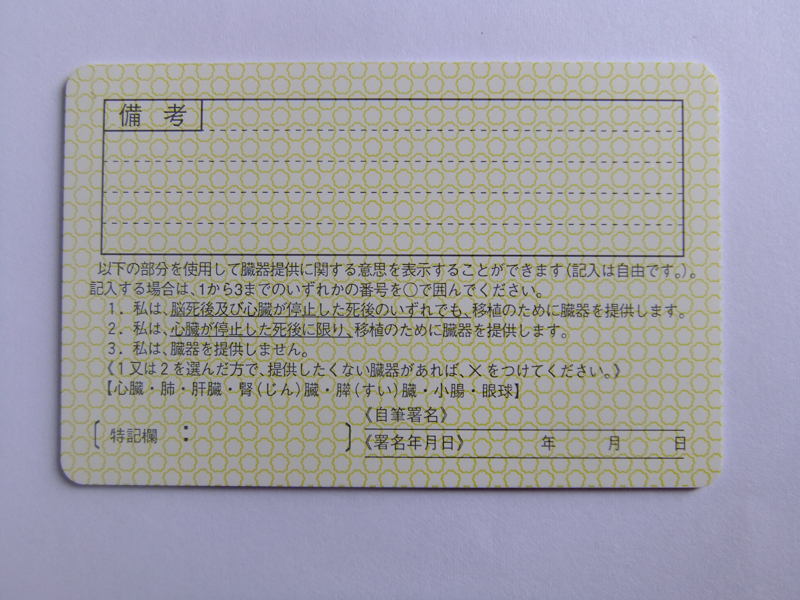 備考
以下の部分を使用して臓器提供に関する意思を表示することができます(記入は自由です。)。
記入する場合は、1から3までのいずれかの番号を〇で囲んでください。
1. 私は、脳死後及び心臓が停止した死後のいずれでも、移植のために臓器を提供します。
2. 私は、心臓が停止した死後に限り、移植のために臓器を提供します。
3. 私は、臓器を提供しません。
《1又は2を選んだ方で、提供したくない臓器があれば、×をつけてください。》
【心臓・肺・肝臓・腎(じん)臓・膵(すい)臓・小腸・眼球】
〔特記欄： 〕
《自筆署名》
《署名年月日》 年 月 日